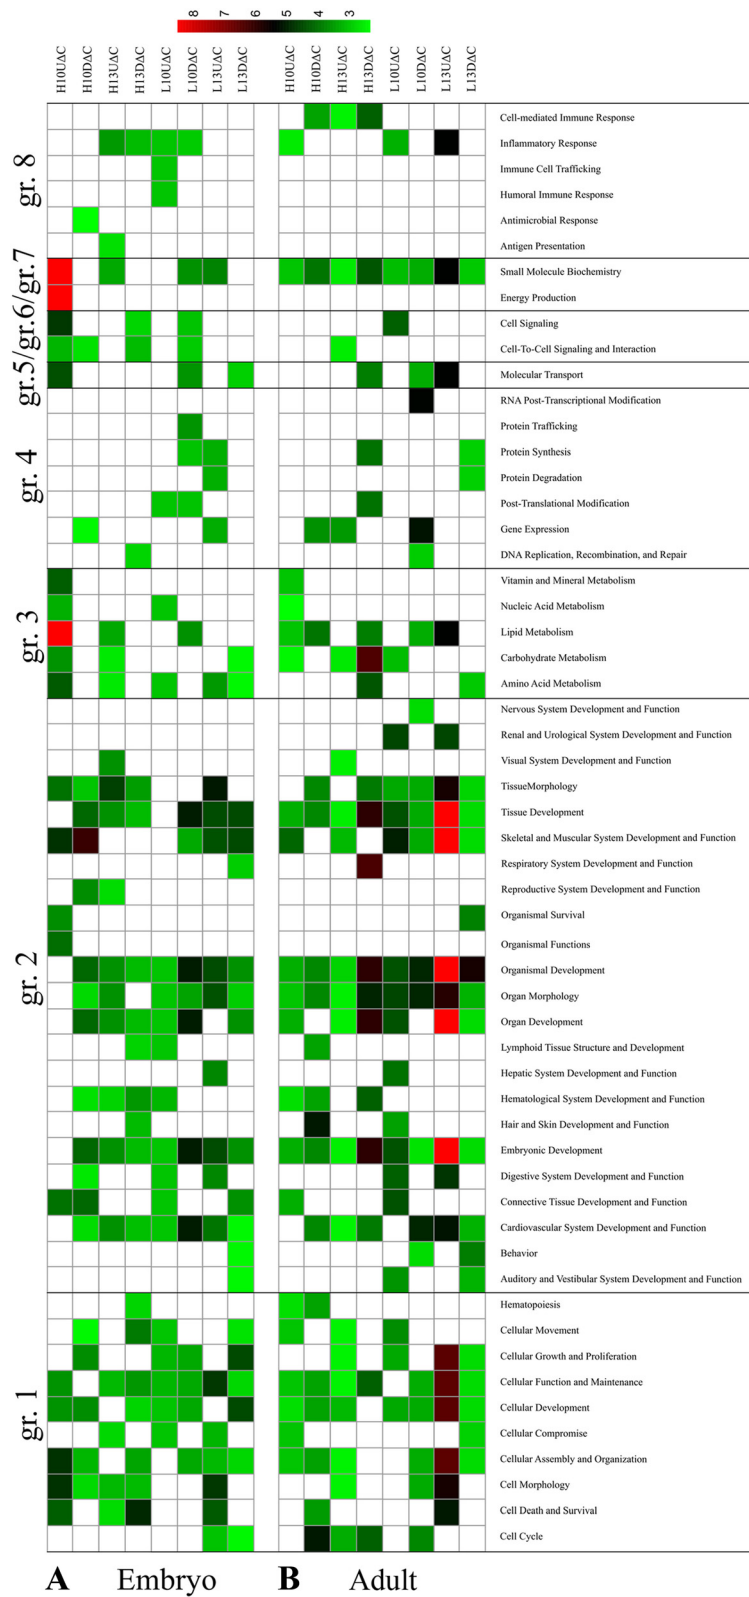 8 7 6 5 4 3
H10UΔC H10DΔC H13UΔC H13DΔC L10UΔC L10DΔC L13UΔC L13DΔC H10UΔC H10DΔC H13UΔC H13DΔC L10UΔC L10DΔC L13UΔC L13DΔC
gr. 8
Cell-mediated Immune Response
Inflammatory Response
Immune Cell Trafficking
Humoral Immune Response
Antimicrobial Response
Antigen Presentation
gr.5/gr.6/gr.7
Small Molecule Biochemistry
Energy Production
Cell Signaling
Cell-To-Cell Signaling and Interaction
Molecular Transport
gr. 4
RNA Post-Transcriptional Modification
Protein Trafficking
Protein Synthesis
Protein Degradation
Post-Translational Modification
Gene Expression
DNA Replication, Recombination, and Repair
gr. 3
Vitamin and Mineral Metabolism
Nucleic Acid Metabolism
Lipid Metabolism
Carbohydrate Metabolism
Amino Acid Metabolism
gr. 2
Nervous System Development and Function
Renal and Urological System Development and Function
Visual System Development and Function
TissueMorphology
Tissue Development
Skeletal and Muscular System Development and Function
Respiratory System Development and Function
Reproductive System Development and Function
Organismal Survival
Organismal Functions
Organismal Development
Organ Morphology
Organ Development
Lymphoid Tissue Structure and Development
Hepatic System Development and Function
Hematological System Development and Function
Hair and Skin Development and Function
Embryonic Development
Digestive System Development and Function
Connective Tissue Development and Function
Cardiovascular System Development and Function
Behavior
Auditory and Vestibular System Development and Function
gr. 1
Hematopoiesis
Cellular Movement
Cellular Growth and Proliferation
Cellular Function and Maintenance
Cellular Development
Cellular Compromise
Cellular Assembly and Organization
Cell Morphology
Cell Death and Survival
Cell Cycle
A Embryo B Adult